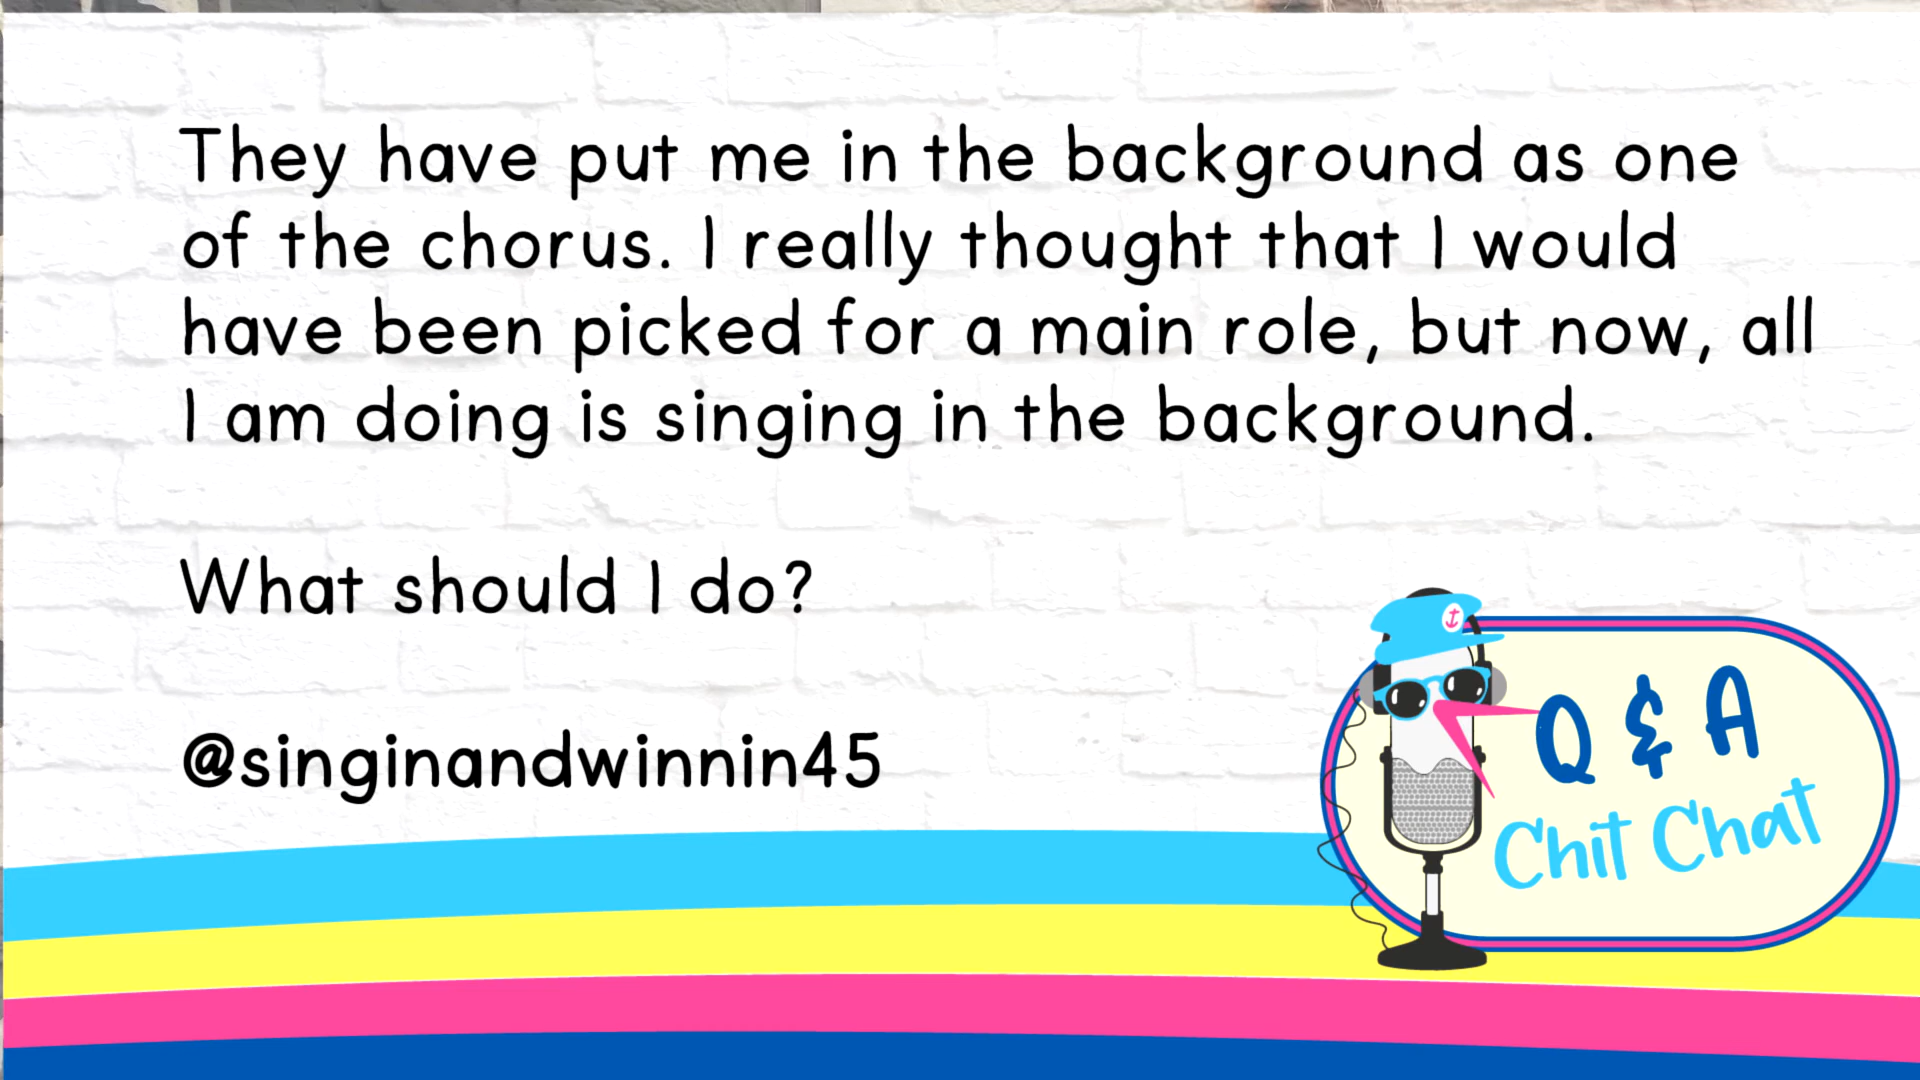 They have put me in the background as one
of the chorus. I really thought that I would
have been picked for a main role, but now, all
I am doing is singing in the background.
What should I do?
@singinandwinnin45
Q & A
Chit Chat